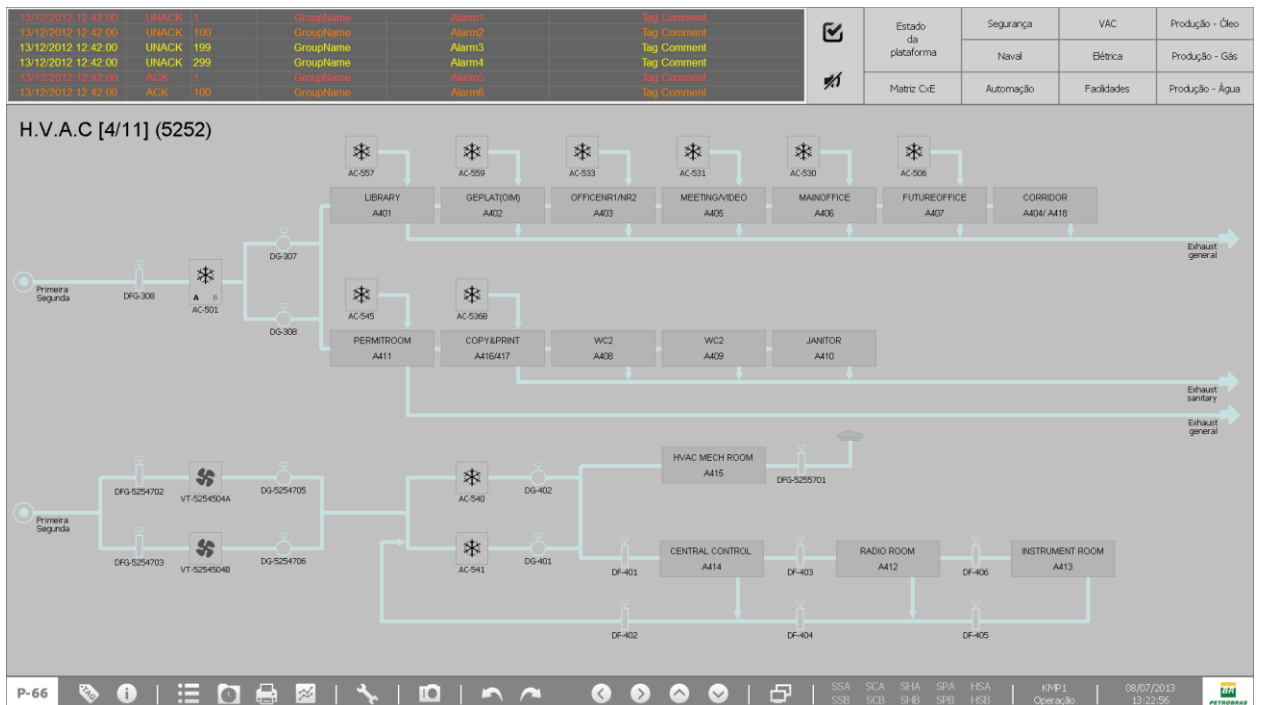 13/12/2012 12:42:00 UNACK 1 GroupName Alarm1 Tag Comment
13/12/2012 12:42:00 UNACK 100 GroupName Alarm2 Tag Comment
13/12/2012 12:42:00 UNACK 199 GroupName Alarm3 Tag Comment
13/12/2012 12:42:00 UNACK 299 GroupName Alarm4 Tag Comment
13/12/2012 12:42:00 ACK 1 GroupName Alarm5 Tag Comment
13/12/2012 12:42:00 ACK 100 GroupName Alarm6 Tag Comment
Estado
da
plataforma
Segurança
VAC
Produção - Óleo
Naval
Elétrica
Produção - Gás
Matriz CxE
Automação
Facilidades
Produção - Água
H.V.A.C [4/11] (5252)
AC-557
AC-559
AC-533
AC-531
AC-530
AC-506
LIBRARY
A401
GEPLAT(OIM)
A402
OFFICENR1/NR2
A403
MEETING/VIDEO
A405
MAINOFFICE
A406
FUTUREOFFICE
A407
CORRIDOR
A404/ A418
Exhaust
general
DG-307
Primeira
Segunda
DFG-308
A B
AC-501
DG-308
AC-545
AC-536B
PERMITROOM
A411
COPY&PRINT
A416/417
WC2
A408
WC2
A409
JANITOR
A410
Exhaust
sanitary
Exhaust
general
HVAC MECH ROOM
A415
DFG-5255701
DFG-5254702
VT-5254504A
DG-5254705
AC-540
DG-402
Primeira
Segunda
DFG-5254703
VT-5254504B
DG-5254706
AC-541
DG-401
DF-401
CENTRAL CONTROL
A414
DF-403
RADIO ROOM
A412
DF-406
INSTRUMENT ROOM
A413
DF-402
DF-404
DF-405
P-66
TAG
SSA SCA SHA SPA HSA
SSB SCB SHB SPB HSB
KMP1
Operação
08/07/2013
13:22:56
BR
PETROBRAS